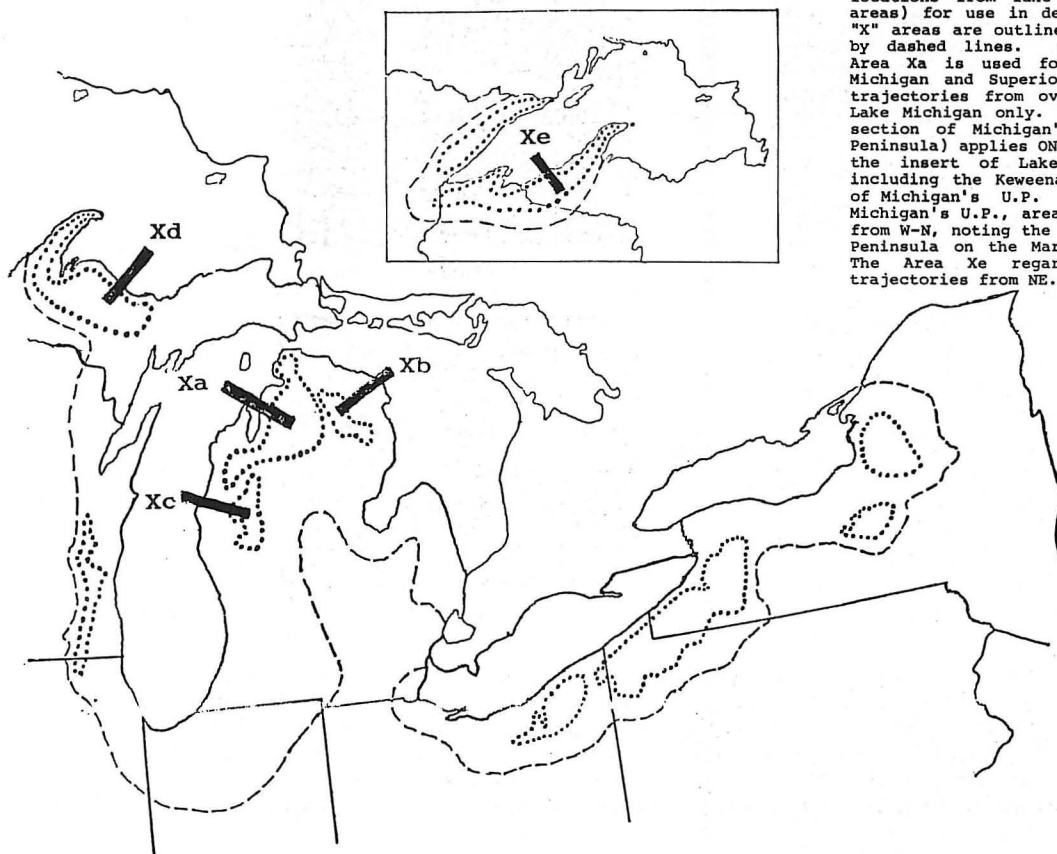 areas) for use in de
"X" areas are outline
by dashed lines.
Area Xa is used fo
Michigan and Superio
trajectories from ov
Lake Michigan only.
section of Michigan'
Peninsula) applies ON
the insert of Lake
including the Keweena
of Michigan's U.P.
Michigan's U.P., area
from W-N, noting the
Peninsula on the Mar
The Area Xe regar
trajectories from NE.
Xe
Xd
Xa
Xb
Xc